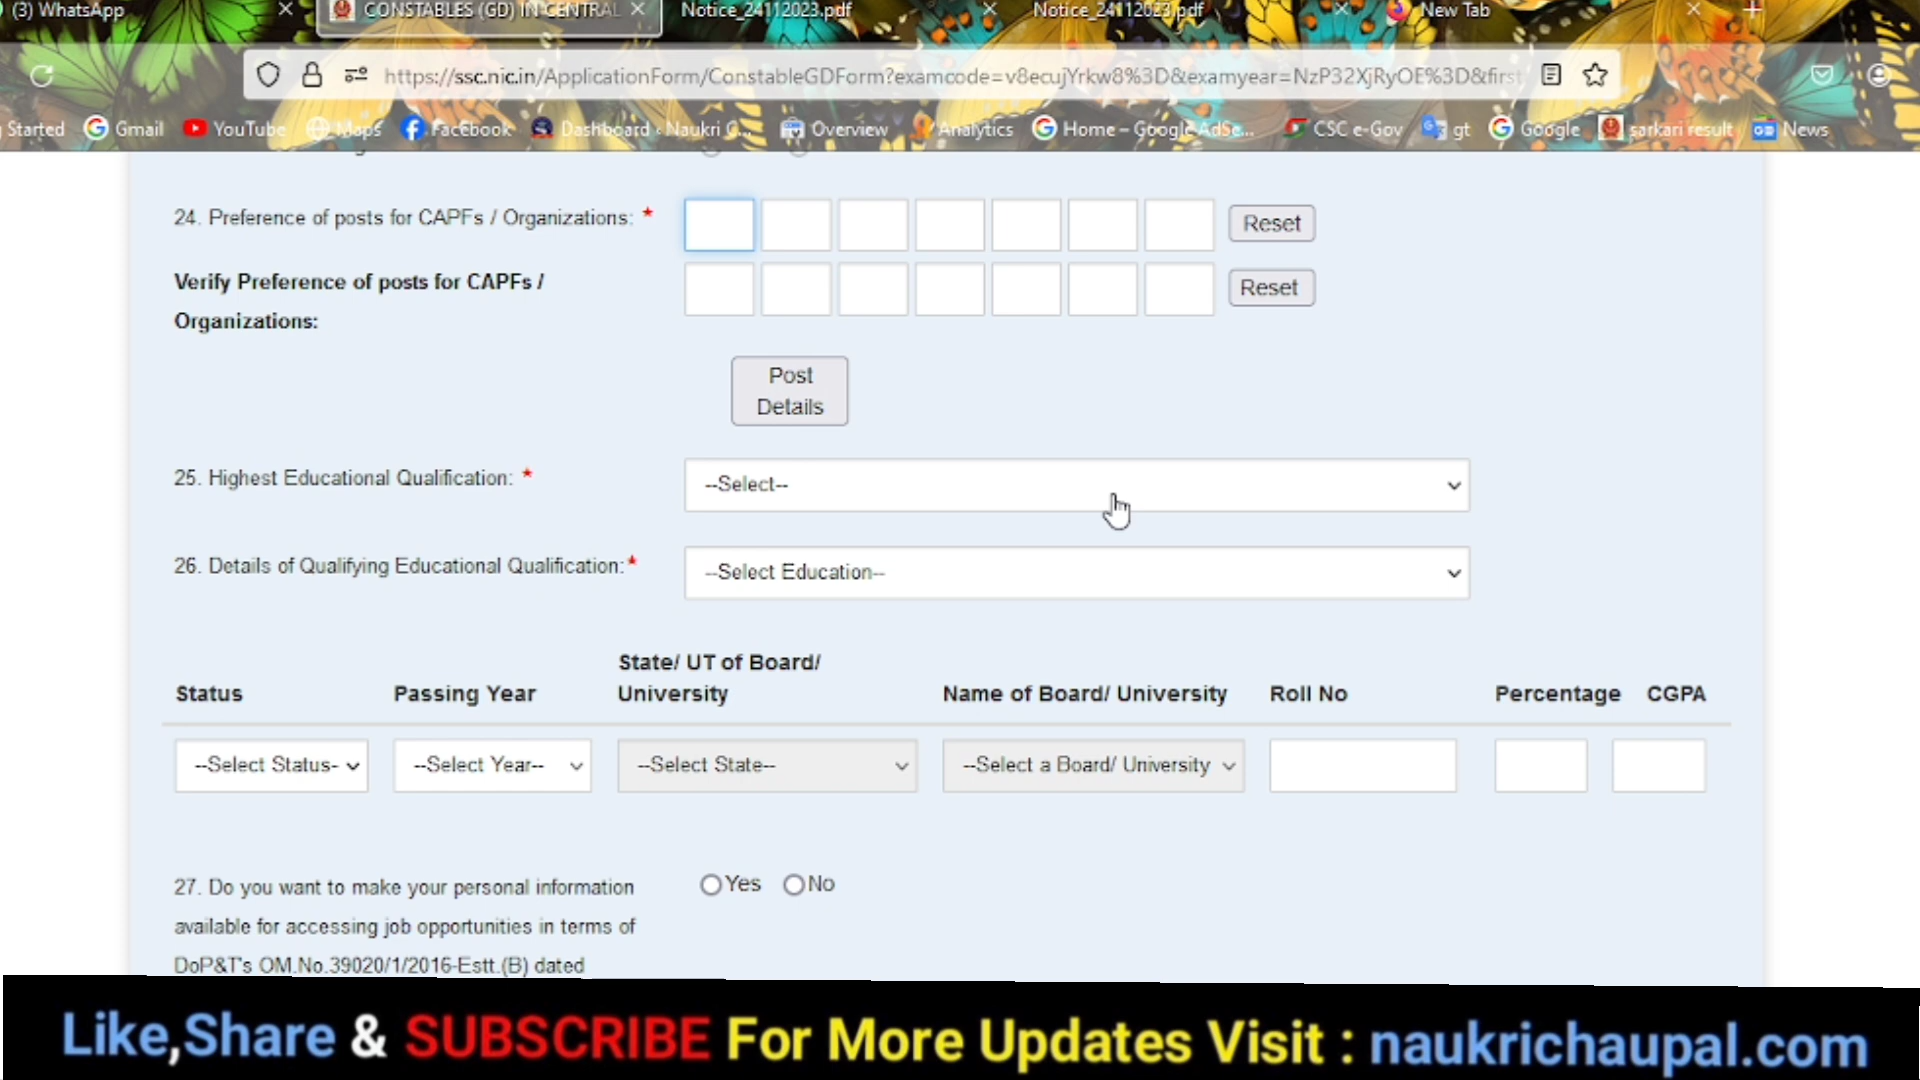 (3) WhatsApp
CONSTABLES (GD) IN CENTRAL
Notice_24112023.pdf
Notice_24112023.pdf
New Tab
https://ssc.nic.in/ApplicationForm/ConstableGDForm?examcode=v8ecujYrkw8%3D&examyear=NzP32XjRyOE%3D&first
Started Gmail YouTube Maps Facebook Dashboard ‹ Naukri C... Overview Analytics Home – Google AdSe... CSC e-Gov gt Google sarkari result News
24. Preference of posts for CAPFs / Organizations: * Reset
Verify Preference of posts for CAPFs / Reset
Organizations:
Post
Details
25. Highest Educational Qualification: * --Select--
26. Details of Qualifying Educational Qualification:* --Select Education--
State/ UT of Board/
Status Passing Year University Name of Board/ University Roll No Percentage CGPA
--Select Status- --Select Year-- --Select State-- --Select a Board/ University
27. Do you want to make your personal information Yes No
available for accessing job opportunities in terms of
DoP&T's OM.No.39020/1/2016-Estt.(B) dated
Like,Share & SUBSCRIBE For More Updates Visit : naukrichaupal.com